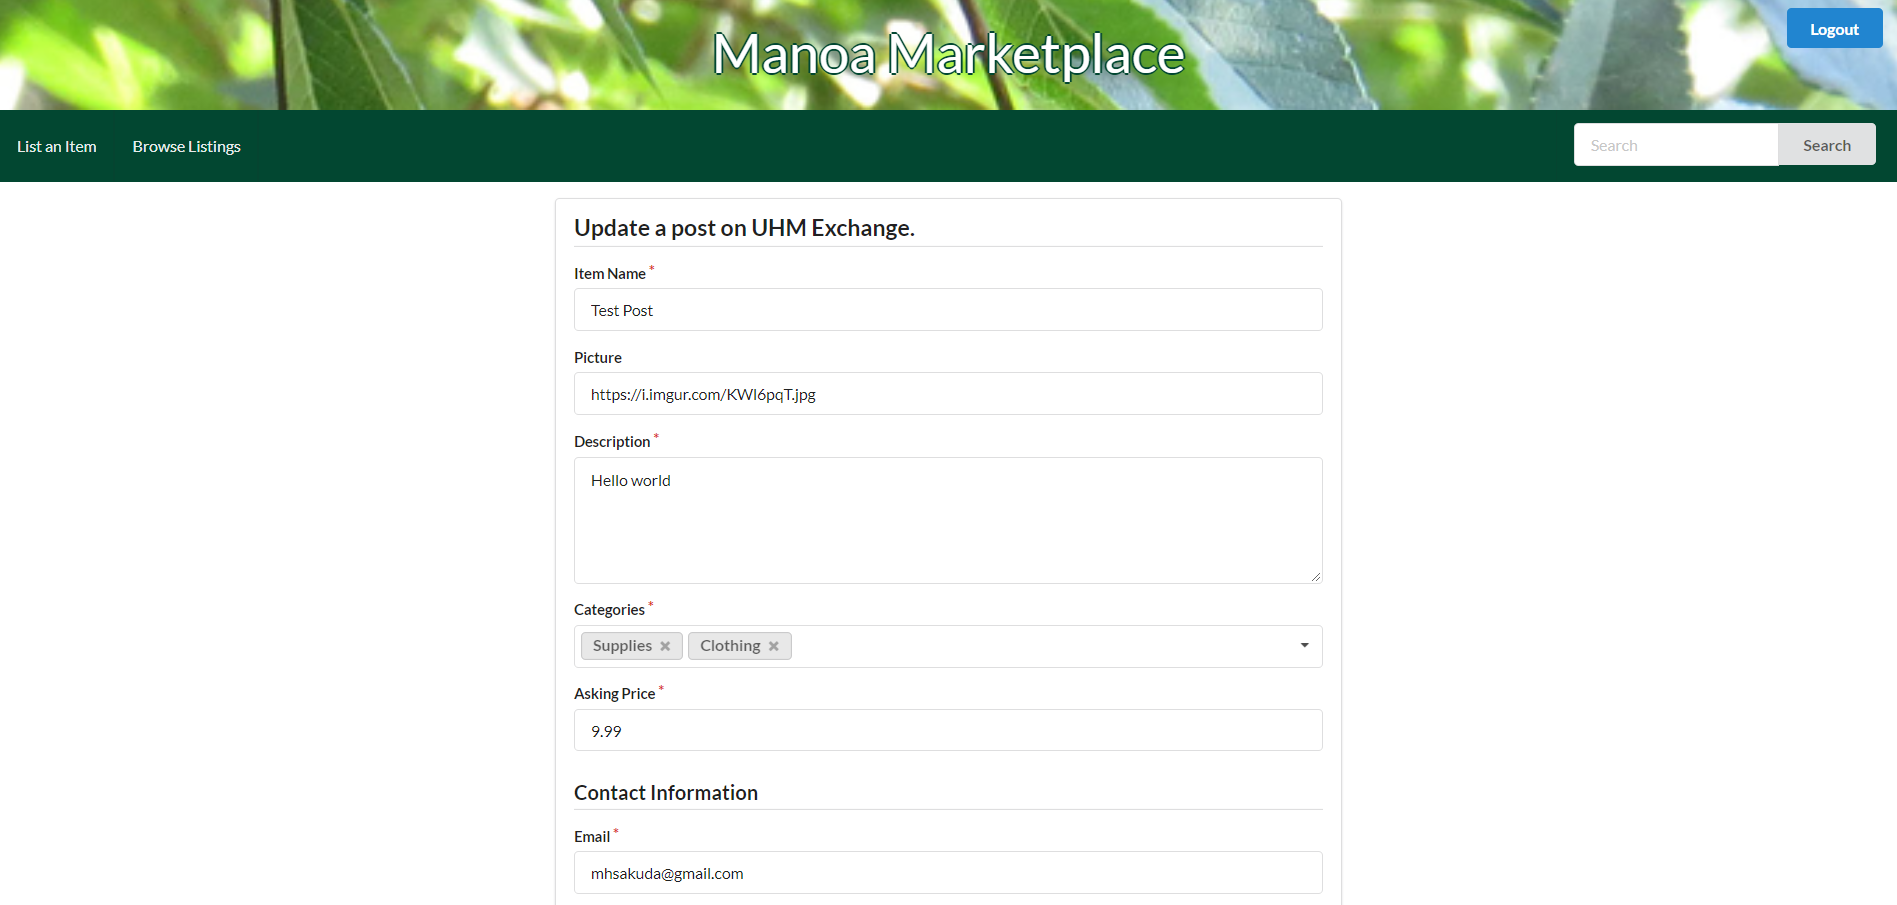 Logout
Manoa Marketplace
List an Item Browse Listings Search Search
Update a post on UHM Exchange.
Item Name *
Test Post
Picture
https://i.imgur.com/KWI6pqT.jpg
Description *
Hello world
Categories *
Supplies × Clothing ×
Asking Price *
9.99
Contact Information
Email *
mhsakuda@gmail.com